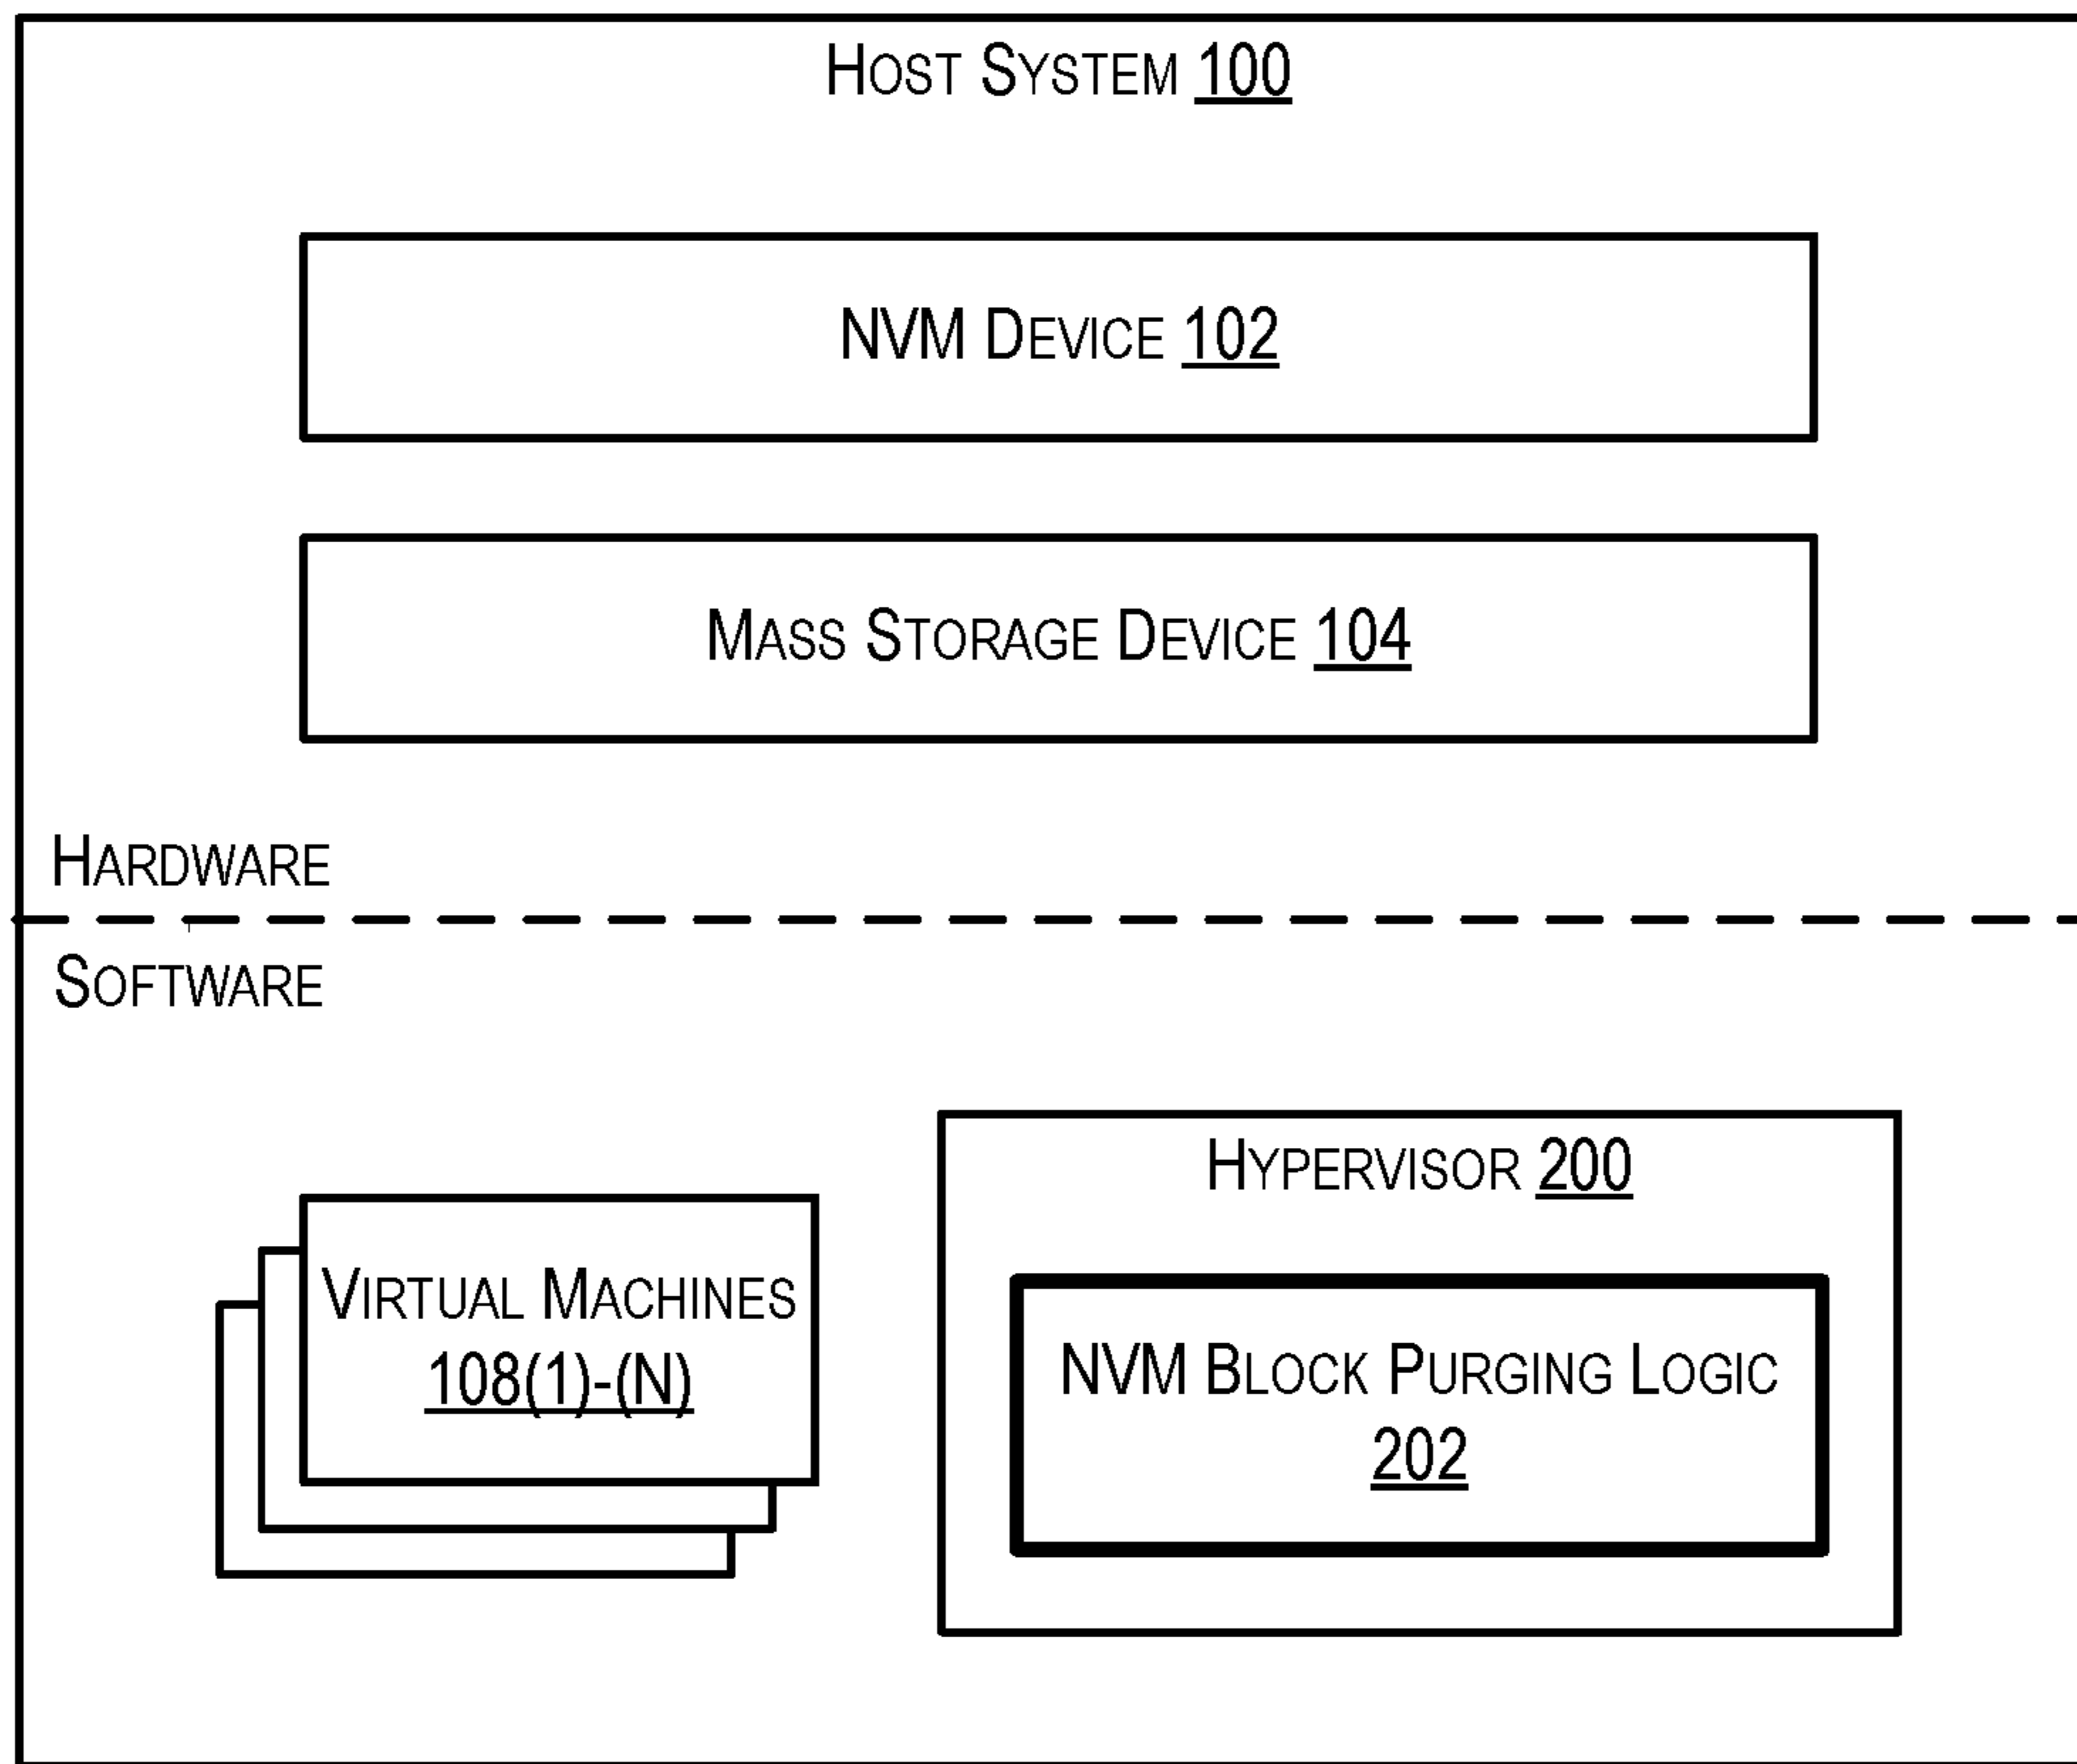 HOST SYSTEM 100
NVM DEVICE 102
MASS STORAGE DEVICE 104
HARDWARE
SOFTWARE
HYPERVISOR 200
VIRTUAL MACHINES
108(1)-(N)
NVM BLOCK PURGING LOGIC
202